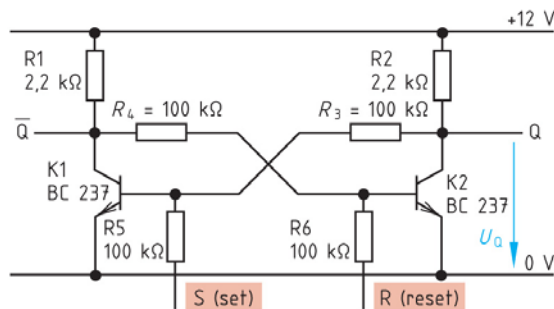 +12 V
R1
2,2 kΩ
R2
2,2 kΩ
R₄ = 100 kΩ
R₃ = 100 kΩ
Q̅
Q
K1
BC 237
K2
BC 237
R5
100 kΩ
R6
100 kΩ
U_Q
0 V
S (set)
R (reset)